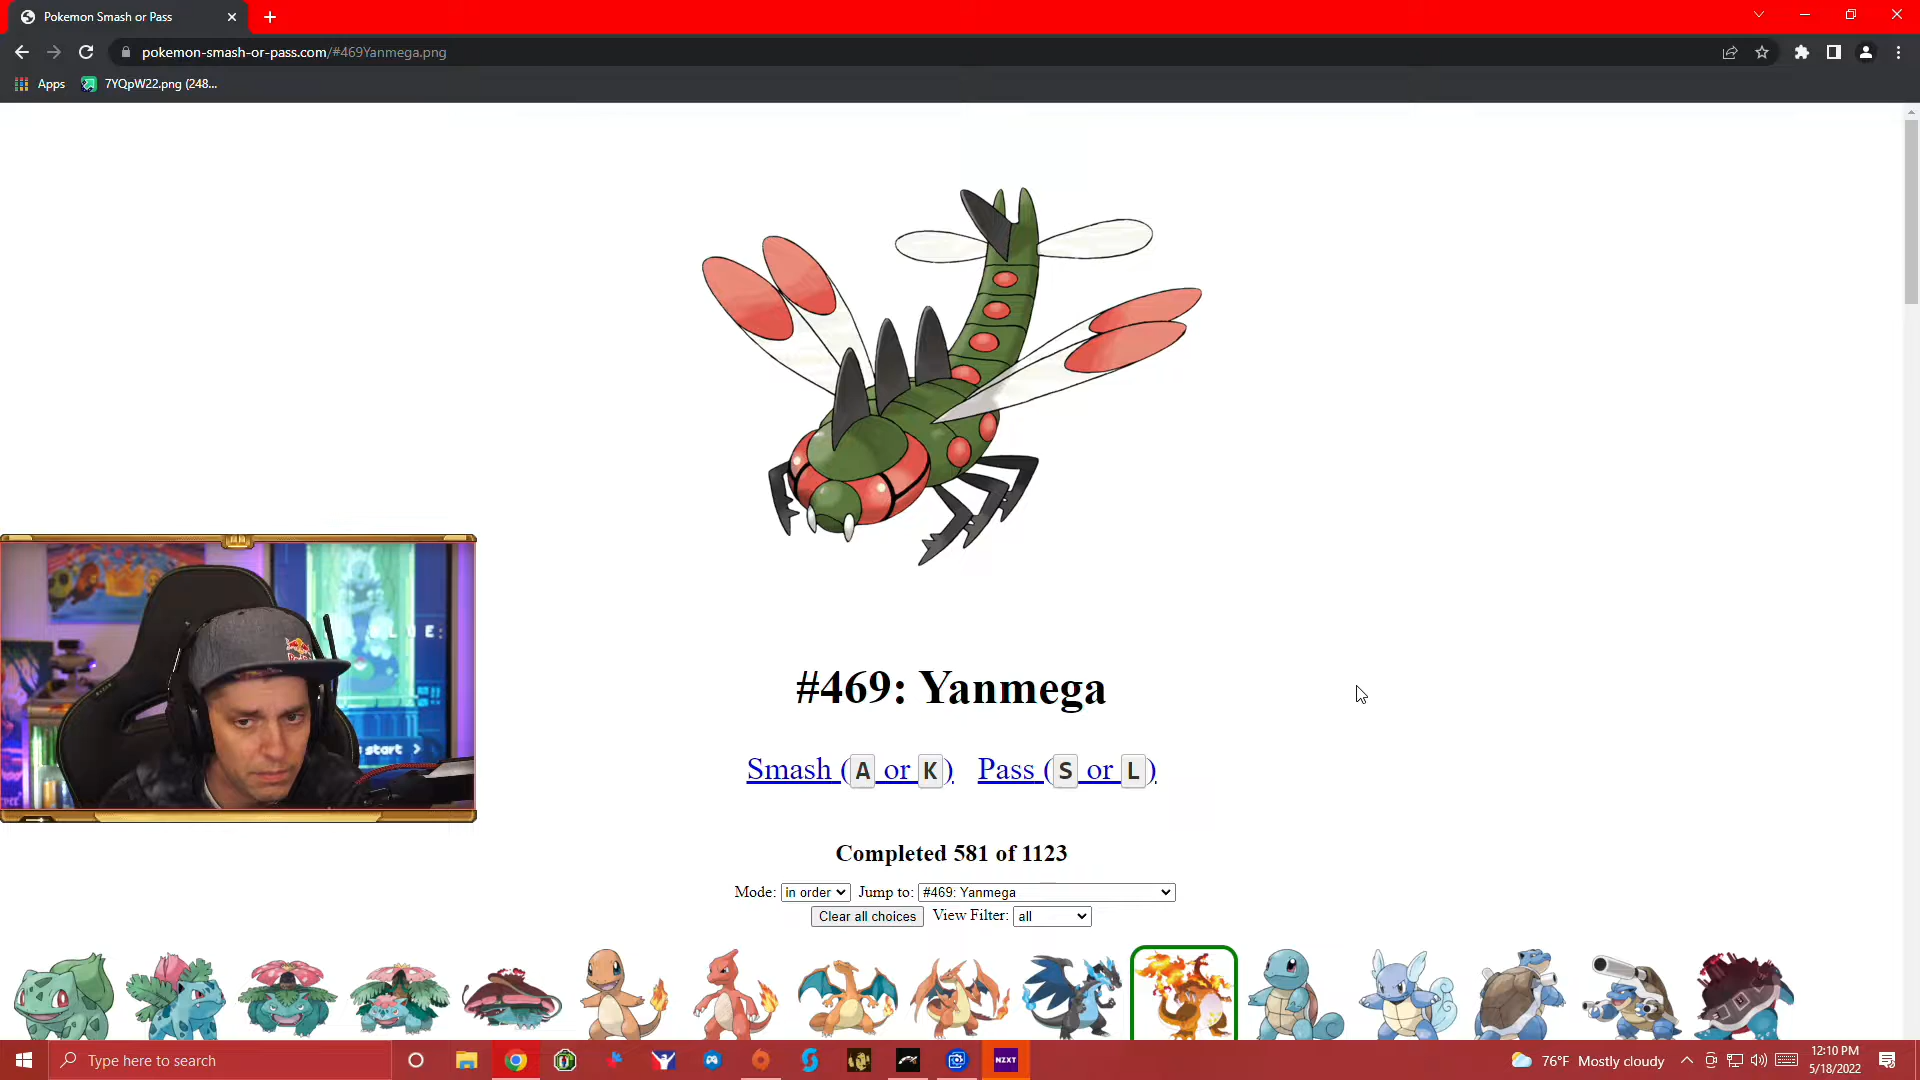 Pokemon Smash or Pass
pokemon-smash-or-pass.com/#469Yanmega.png
Apps 7YQpW22.png (248...
start >
#469: Yanmega
Smash (A or K) Pass (S or L)
Completed 581 of 1123
Mode: in order Jump to: #469: Yanmega
Clear all choices View Filter: all
Type here to search
NZXT
76°F Mostly cloudy
12:10 PM
5/18/2022